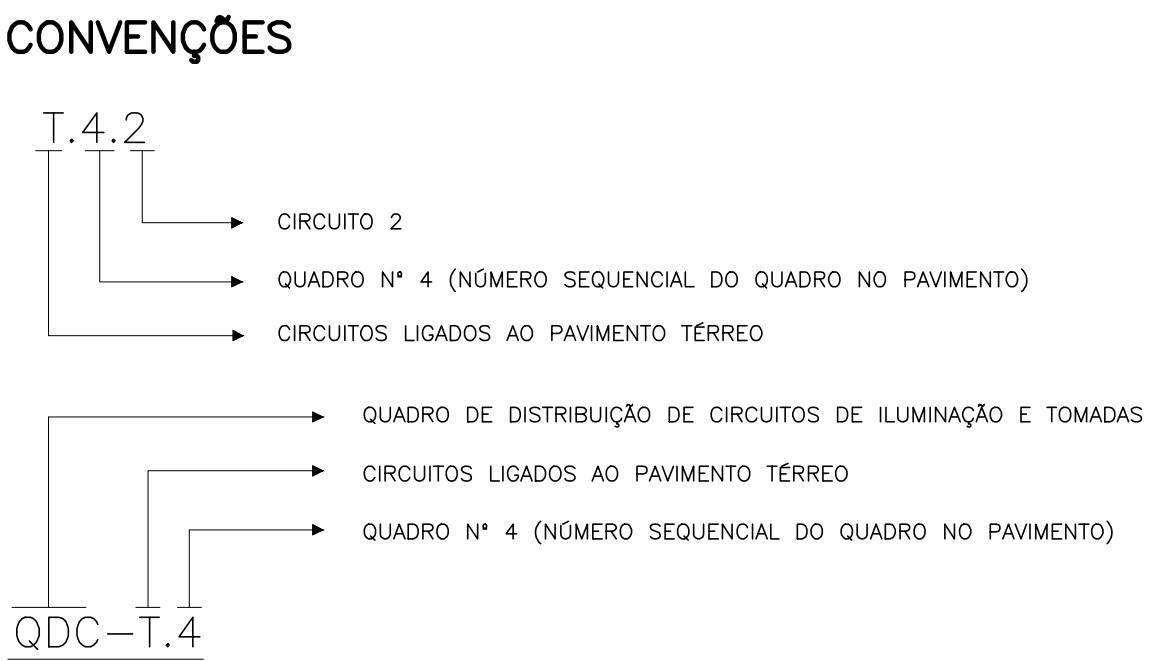 CONVENÇÕES
T.4.2
CIRCUITO 2
QUADRO N° 4 (NÚMERO SEQUENCIAL DO QUADRO NO PAVIMENTO)
CIRCUITOS LIGADOS AO PAVIMENTO TÉRREO
QUADRO DE DISTRIBUIÇÃO DE CIRCUITOS DE ILUMINAÇÃO E TOMADAS
CIRCUITOS LIGADOS AO PAVIMENTO TÉRREO
QUADRO N° 4 (NÚMERO SEQUENCIAL DO QUADRO NO PAVIMENTO)
QDC-T.4